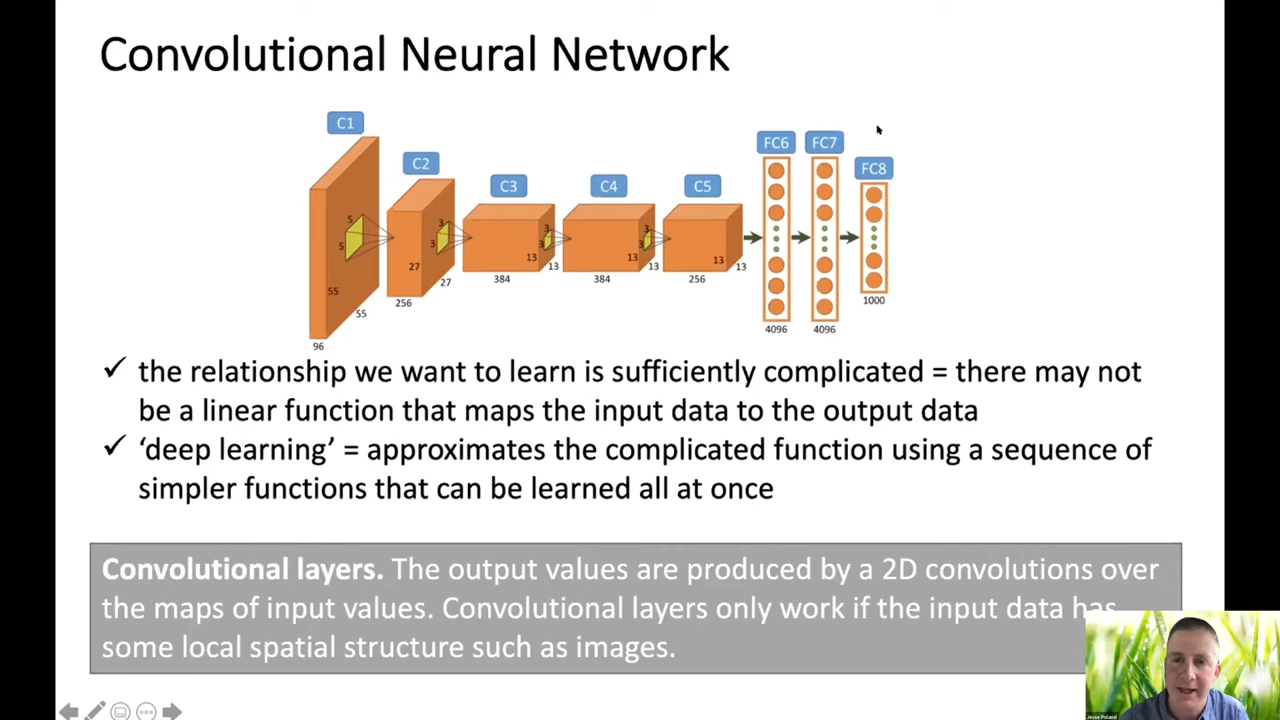 Convolutional Neural Network
C1
C2
C3
C4
C5
FC6
FC7
FC8
5
5
55
55
96
3
3
27
27
256
3
3
13
13
384
3
3
13
13
384
13
13
256
4096
4096
1000
✓ the relationship we want to learn is sufficiently complicated = there may not
be a linear function that maps the input data to the output data
✓ ‘deep learning’ = approximates the complicated function using a sequence of
simpler functions that can be learned all at once
Convolutional layers. The output values are produced by a 2D convolutions over
the maps of input values. Convolutional layers only work if the input data has
some local spatial structure such as images.
Jesse Poland